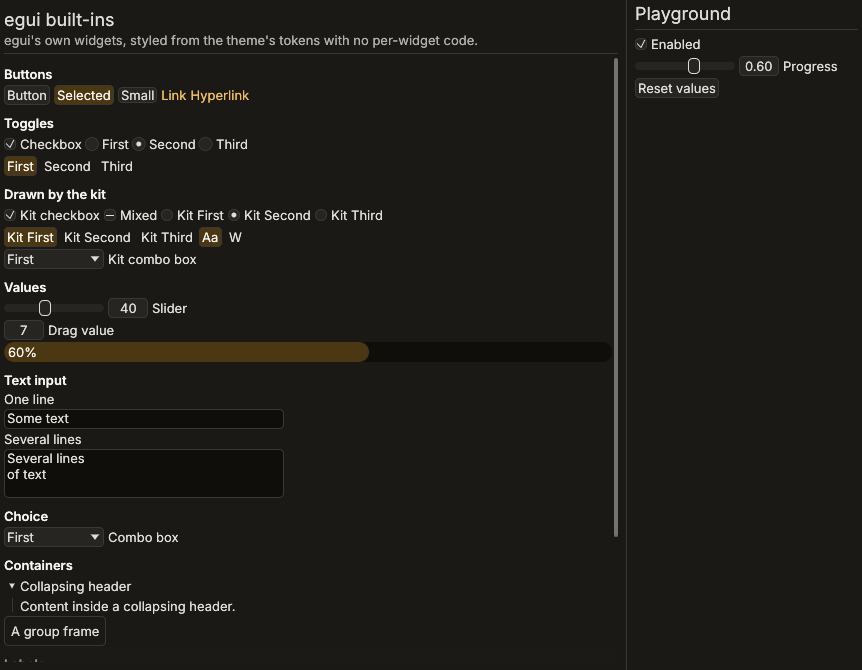 egui built-ins
egui's own widgets, styled from the theme's tokens with no per-widget code.
Buttons
Button Selected Small Link Hyperlink
Toggles
Checkbox First Second Third
First Second Third
Drawn by the kit
Kit checkbox Mixed Kit First Kit Second Kit Third
Kit First Kit Second Kit Third Aa W
First Kit combo box
Values
40 Slider
7 Drag value
60%
Text input
One line
Some text
Several lines
Several lines
of text
Choice
First Combo box
Containers
Collapsing header
Content inside a collapsing header.
A group frame
Playground
Enabled
0.60 Progress
Reset values